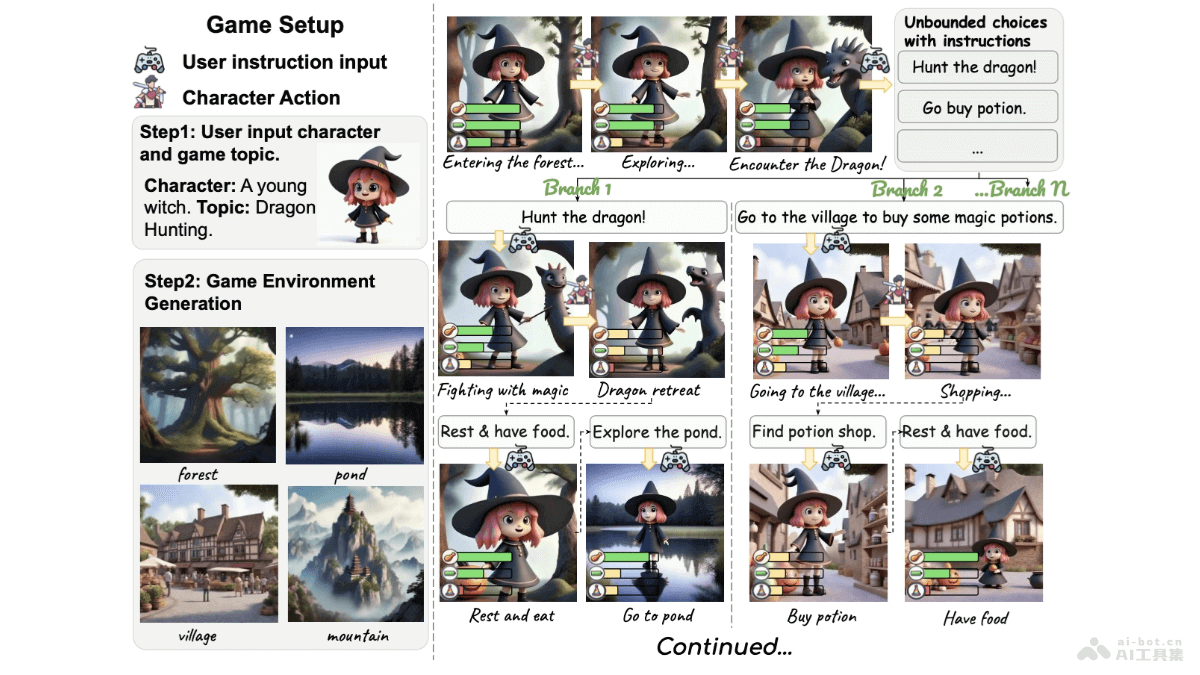 Game Setup
User instruction input
Character Action
Step1: User input character
and game topic.
Character: A young
witch. Topic: Dragon
Hunting.
Step2: Game Environment
Generation
forest
pond
village
mountain
Entering the forest...
Exploring...
Encounter the Dragon!
Unbounded choices
with instructions
Hunt the dragon!
Go buy potion.
...
Branch 1
Branch 2
...Branch N
Hunt the dragon!
Go to the village to buy some magic potions.
Fighting with magic
Dragon retreat
Going to the village...
Shopping...
Rest & have food.
Explore the pond.
Find potion shop.
Rest & have food.
Rest and eat
Go to pond
Buy potion
Have food
Continued...
ai-bot.cn
AI工具集